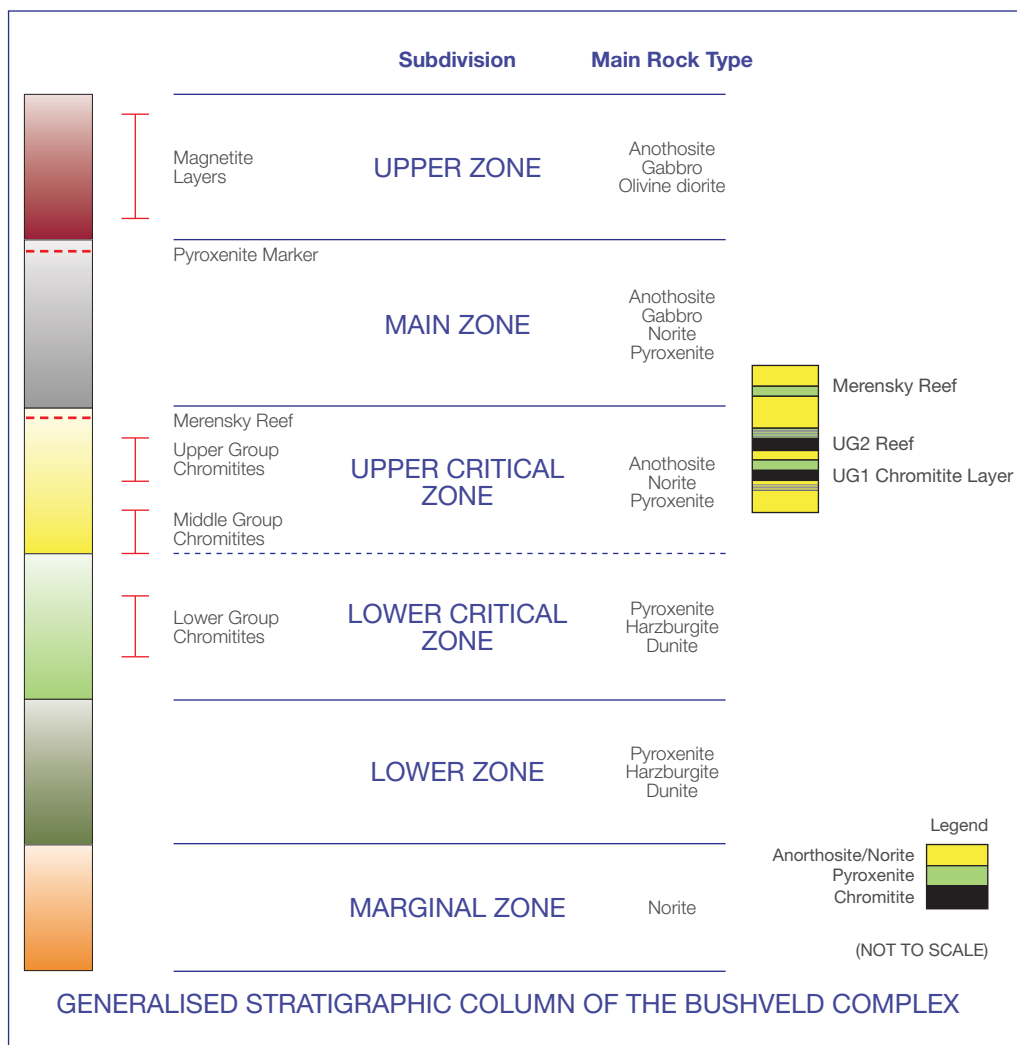 Subdivision
Main Rock Type
Magnetite
Layers
UPPER ZONE
Anothosite
Gabbro
Olivine diorite
Pyroxenite Marker
MAIN ZONE
Anothosite
Gabbro
Norite
Pyroxenite
Merensky Reef
Upper Group
Chromitites
Middle Group
Chromitites
UPPER CRITICAL
ZONE
Anothosite
Norite
Pyroxenite
Merensky Reef
UG2 Reef
UG1 Chromitite Layer
Lower Group
Chromitites
LOWER CRITICAL
ZONE
Pyroxenite
Harzburgite
Dunite
LOWER ZONE
Pyroxenite
Harzburgite
Dunite
MARGINAL ZONE
Norite
Legend
Anorthosite/Norite
Pyroxenite
Chromitite
(NOT TO SCALE)
GENERALISED STRATIGRAPHIC COLUMN OF THE BUSHVELD COMPLEX